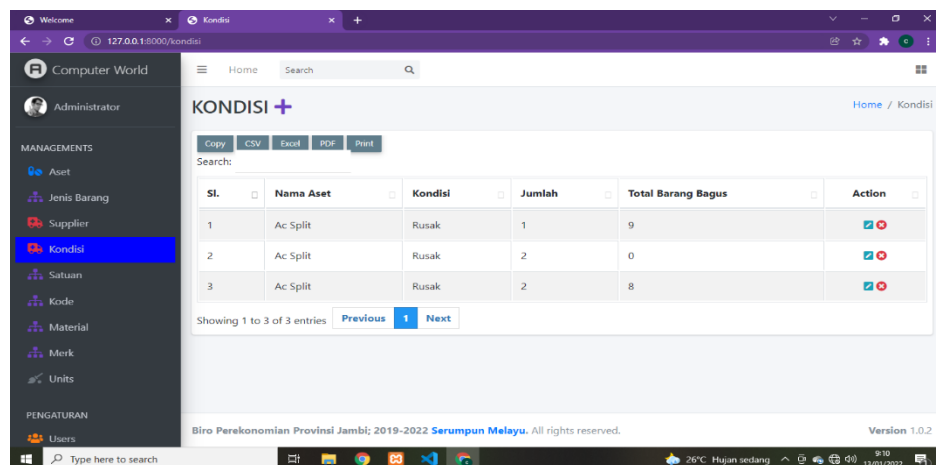 Welcome
Kondisi
127.0.0.1:8000/kondisi
Computer World
Home
Search
Administrator
KONDISI
Home / Kondisi
MANAGEMENTS
Aset
Jenis Barang
Supplier
Kondisi
Satuan
Kode
Material
Merk
Units
PENGATURAN
Users
Copy CSV Excel PDF Print
Search:
Sl. Nama Aset Kondisi Jumlah Total Barang Bagus Action
1 Ac Split Rusak 1 9
2 Ac Split Rusak 2 0
3 Ac Split Rusak 2 8
Showing 1 to 3 of 3 entries Previous 1 Next
Biro Perekonomian Provinsi Jambi; 2019-2022 Serumpun Melayu. All rights reserved.
Version 1.0.2
Type here to search
26°C Hujan sedang
9:10
13/01/2022